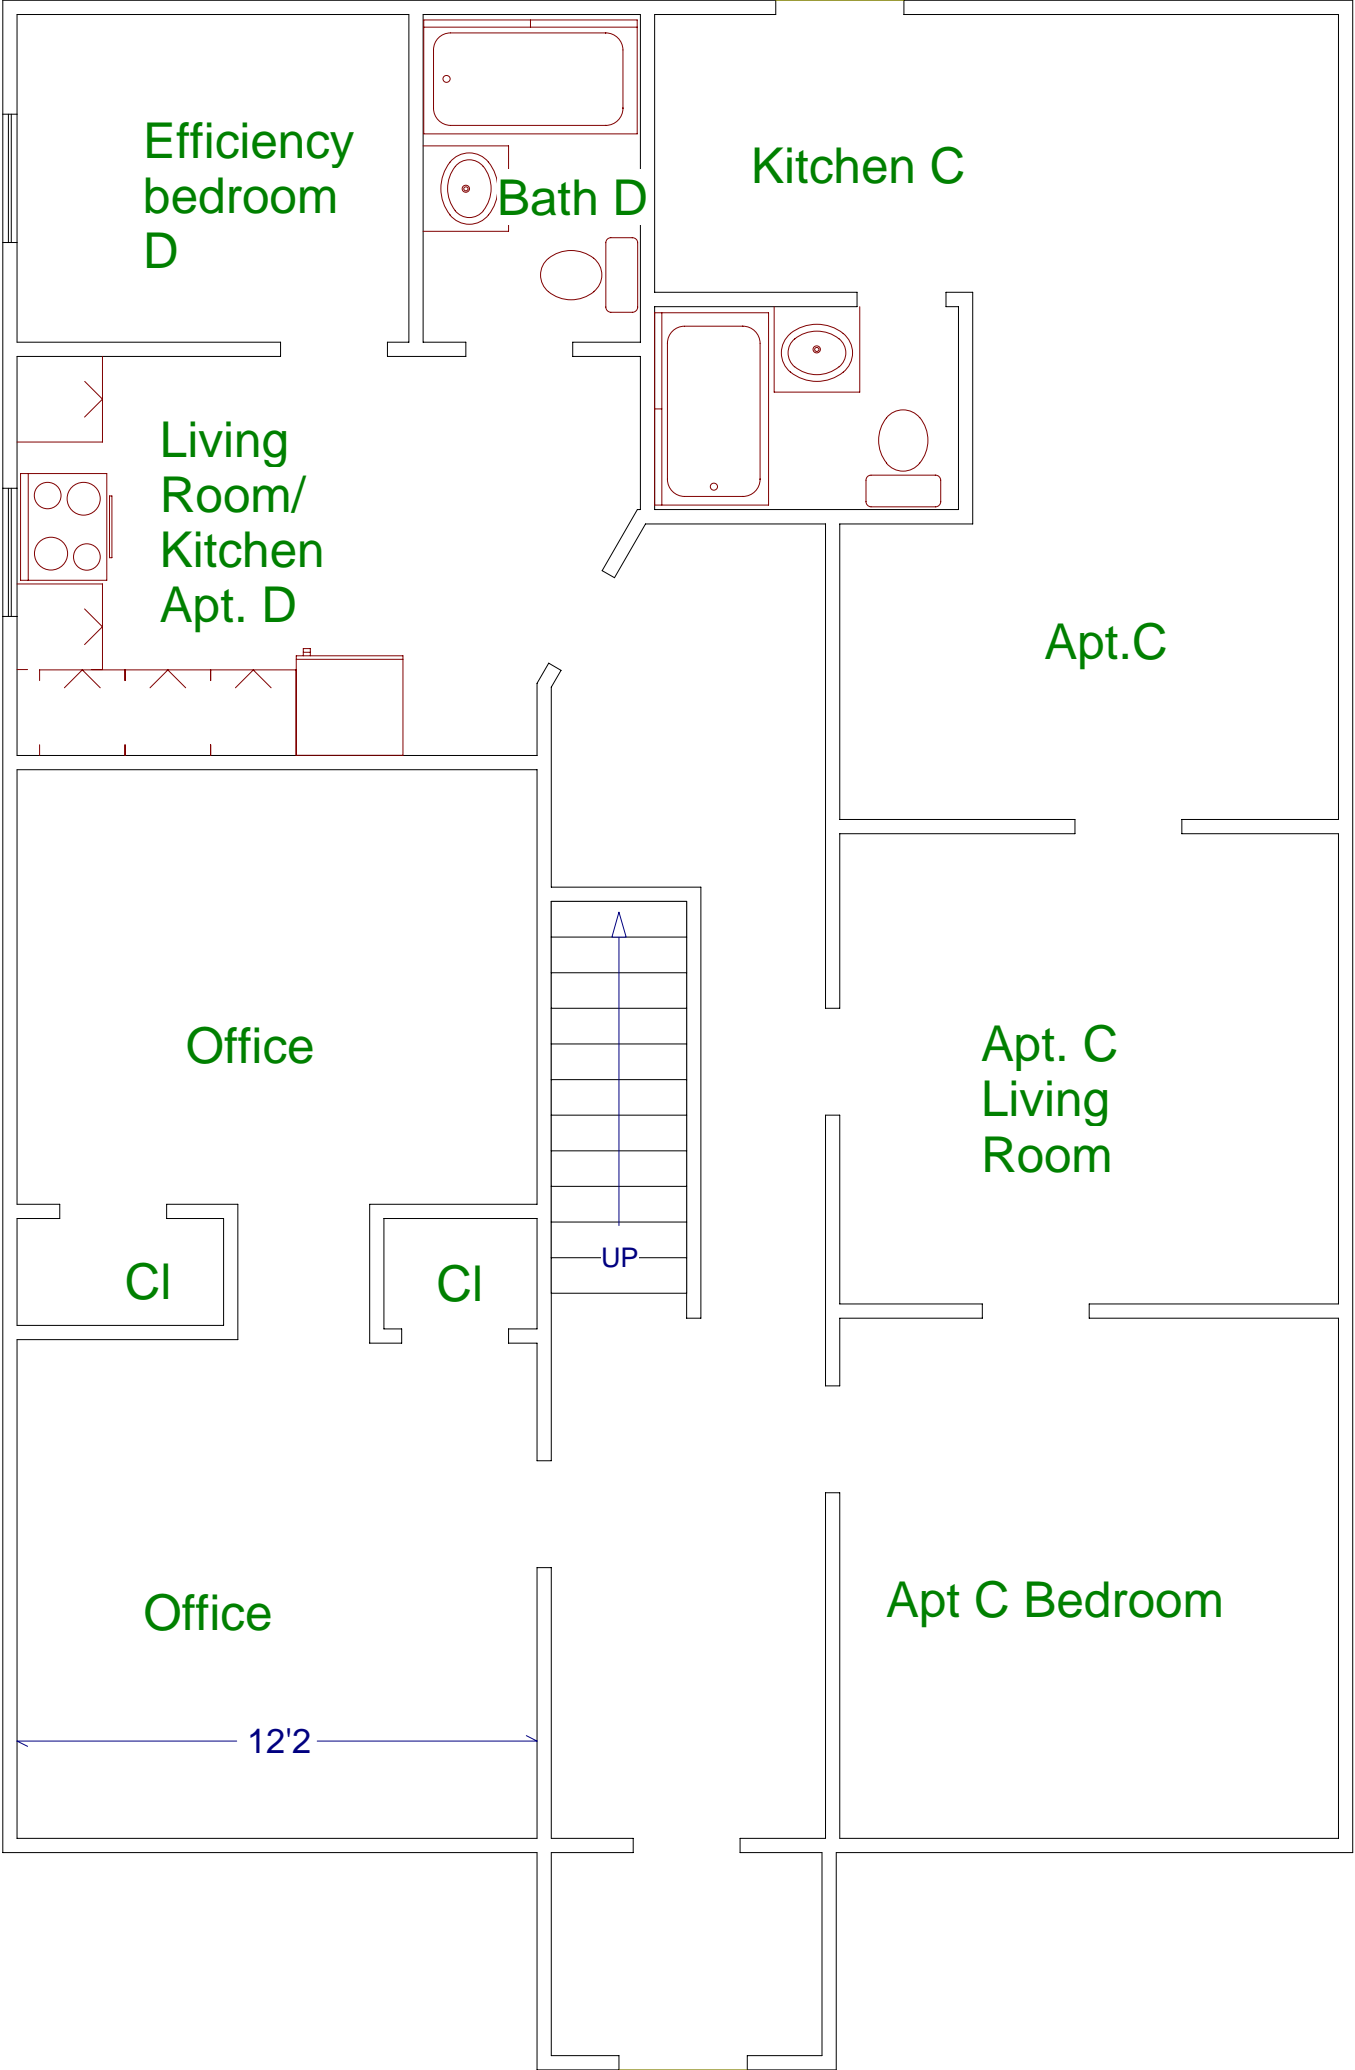 Efficiency
bedroom
D
Bath D
Kitchen C
Living
Room/
Kitchen
Apt. D
Apt.C
Office
Apt. C
Living
Room
UP
Cl
Cl
Office
Apt C Bedroom
12'2